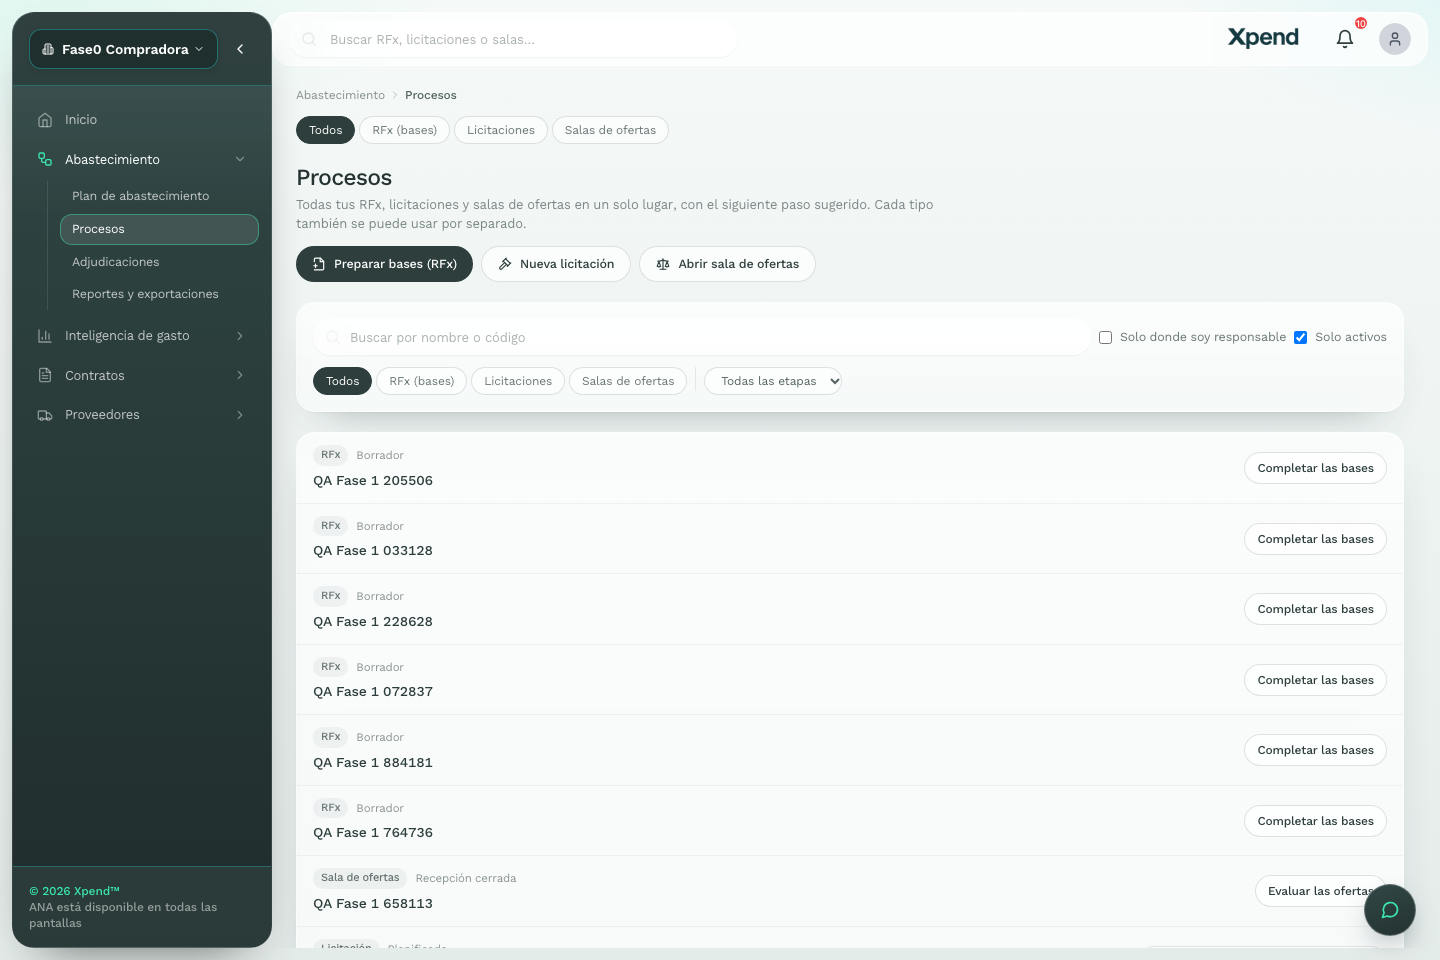 Fase0 Compradora
Buscar RFx, licitaciones o salas...
Xpend
10
Inicio
Abastecimiento
Plan de abastecimiento
Procesos
Adjudicaciones
Reportes y exportaciones
Inteligencia de gasto
Contratos
Proveedores
© 2026 Xpend™
ANA está disponible en todas las
pantallas
Abastecimiento > Procesos
Todos RFx (bases) Licitaciones Salas de ofertas
Procesos
Todas tus RFx, licitaciones y salas de ofertas en un solo lugar, con el siguiente paso sugerido. Cada tipo
también se puede usar por separado.
Preparar bases (RFx) Nueva licitación Abrir sala de ofertas
Buscar por nombre o código Solo donde soy responsable Solo activos
Todos RFx (bases) Licitaciones Salas de ofertas Todas las etapas
RFx Borrador
QA Fase 1 205506
Completar las bases
RFx Borrador
QA Fase 1 033128
Completar las bases
RFx Borrador
QA Fase 1 228628
Completar las bases
RFx Borrador
QA Fase 1 072837
Completar las bases
RFx Borrador
QA Fase 1 884181
Completar las bases
RFx Borrador
QA Fase 1 764736
Completar las bases
Sala de ofertas Recepción cerrada
QA Fase 1 658113
Evaluar las ofertas
Licitación Planificada